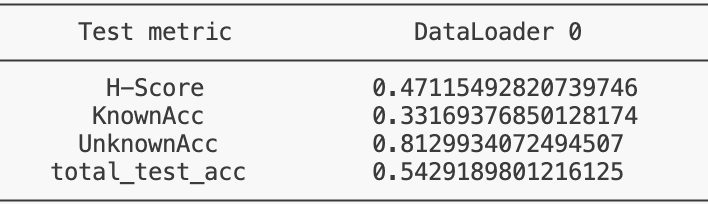 Test metric DataLoader 0
H-Score 0.47115492820739746
KnownAcc 0.33169376850128174
UnknownAcc 0.8129934072494507
total_test_acc 0.5429189801216125